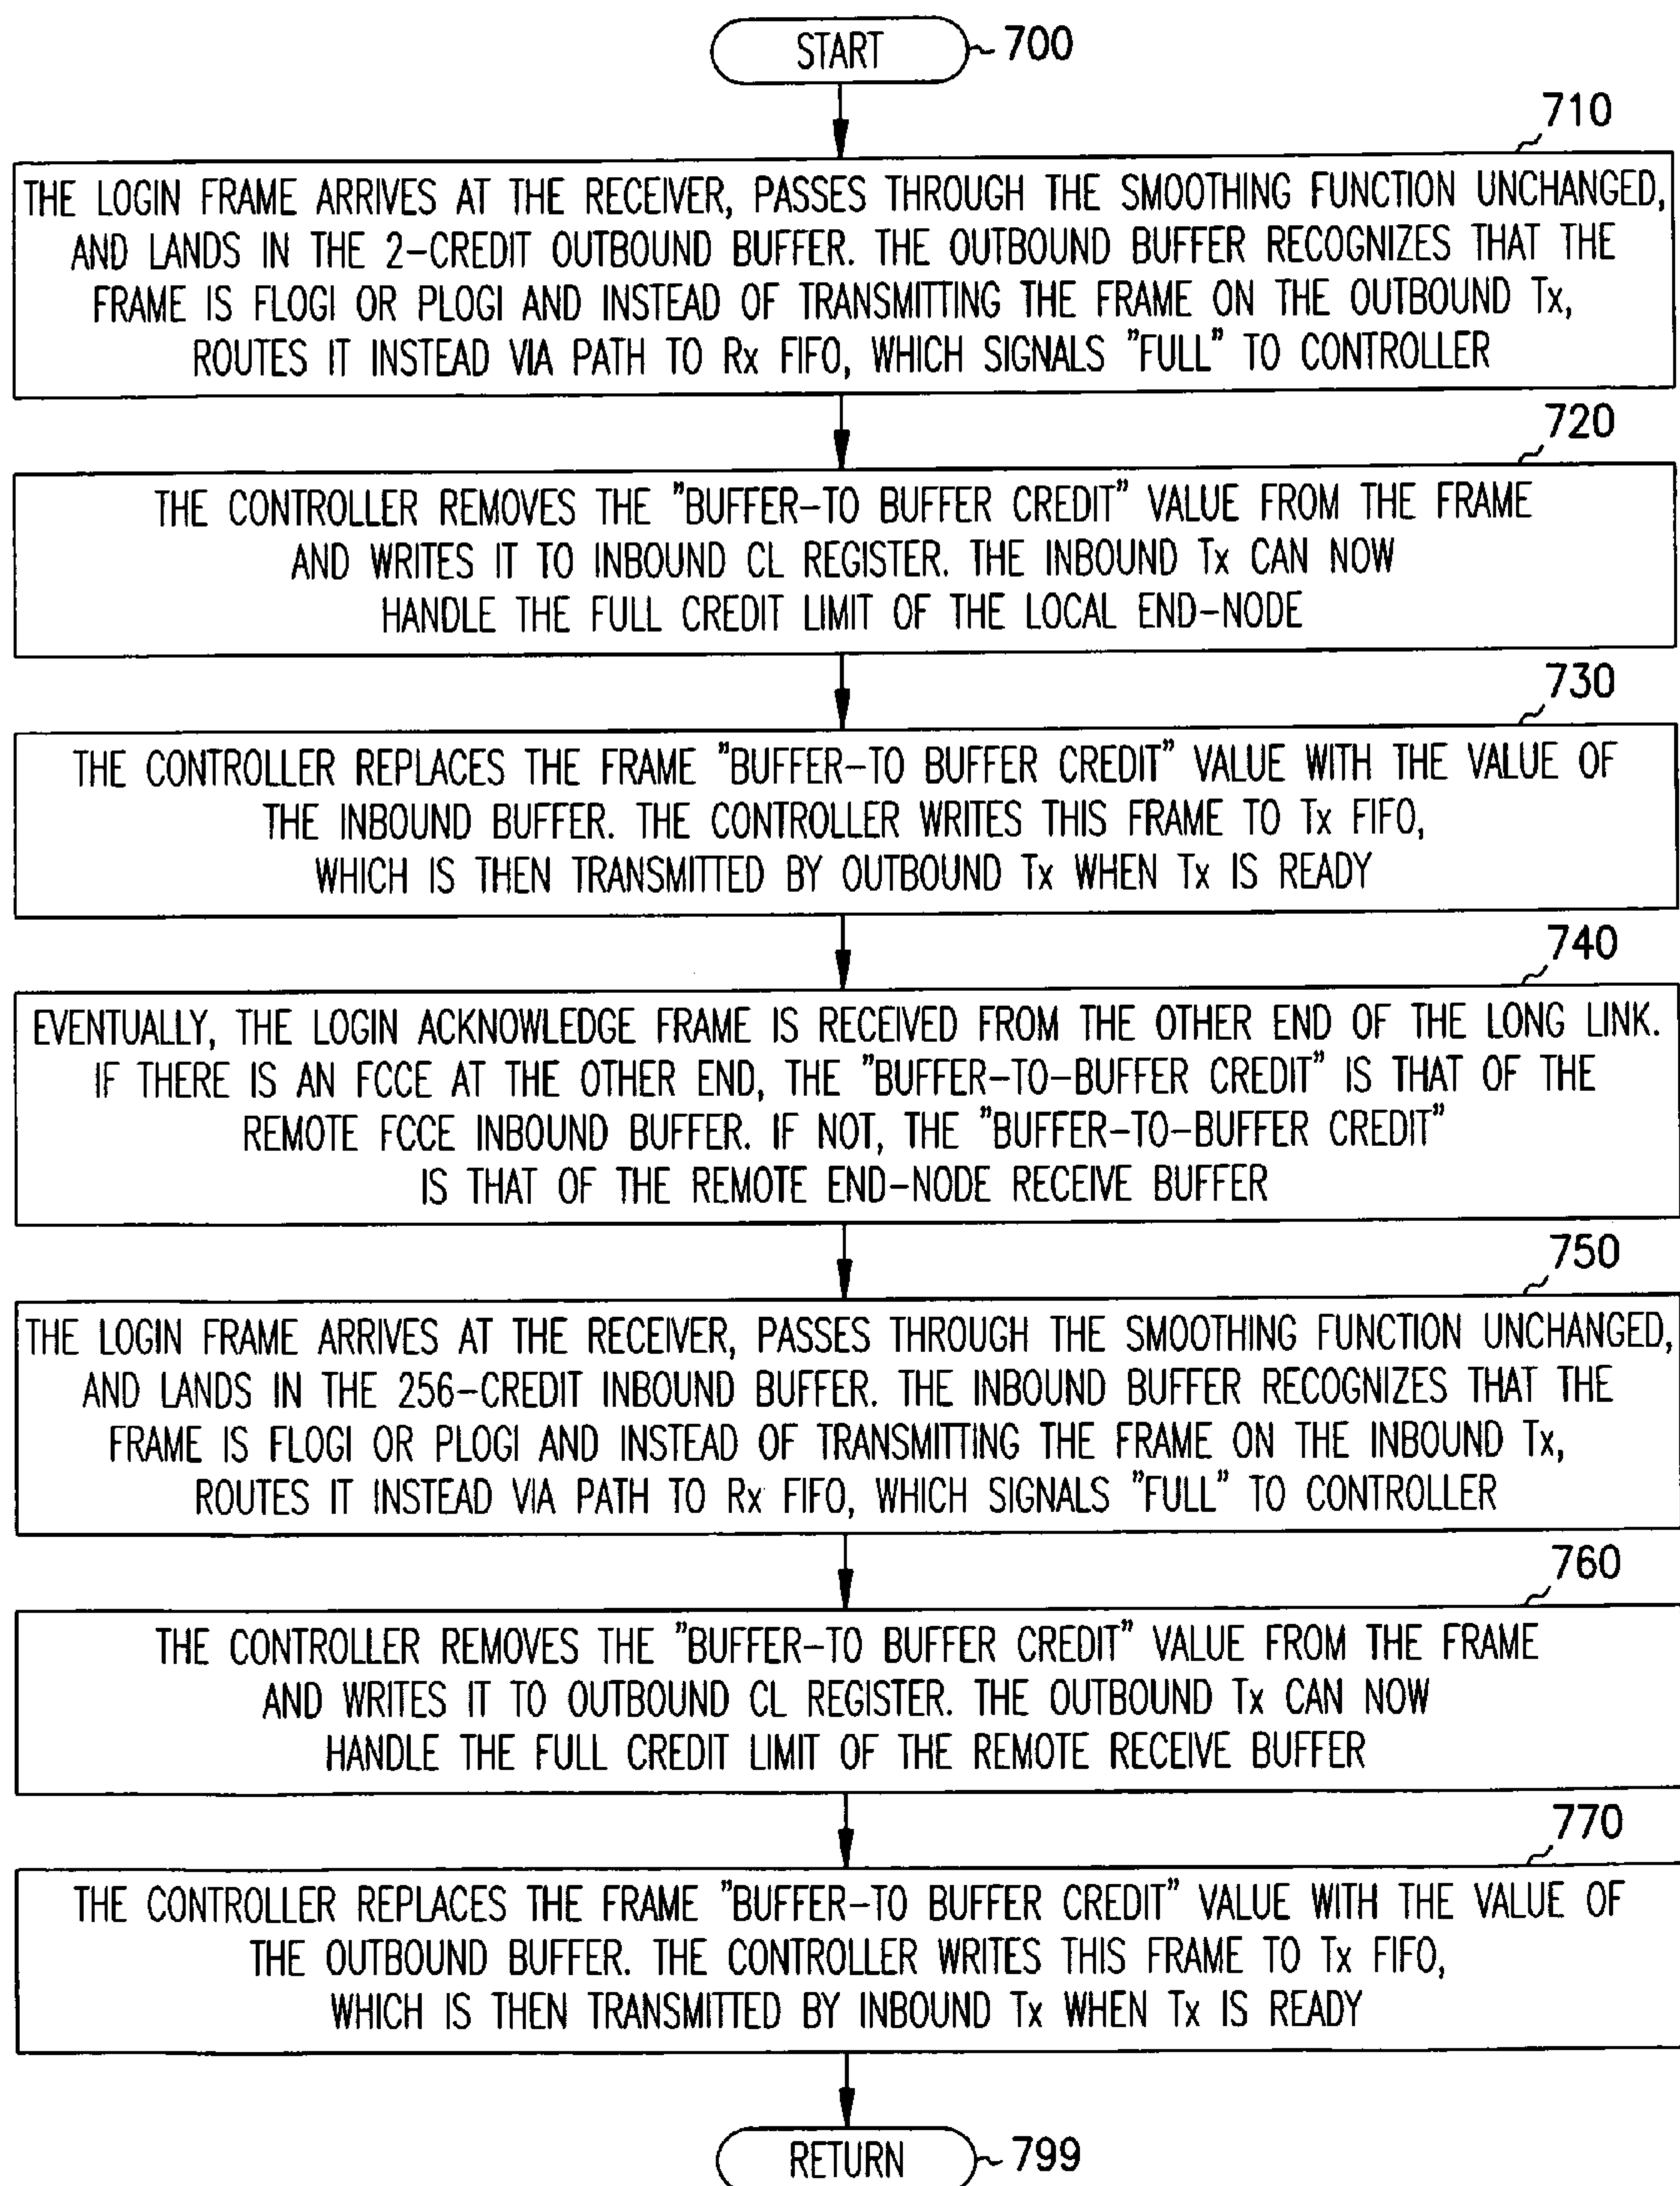 START
700
710
THE LOGIN FRAME ARRIVES AT THE RECEIVER, PASSES THROUGH THE SMOOTHING FUNCTION UNCHANGED,
AND LANDS IN THE 2-CREDIT OUTBOUND BUFFER. THE OUTBOUND BUFFER RECOGNIZES THAT THE
FRAME IS FLOGI OR PLOGI AND INSTEAD OF TRANSMITTING THE FRAME ON THE OUTBOUND Tx,
ROUTES IT INSTEAD VIA PATH TO Rx FIFO, WHICH SIGNALS "FULL" TO CONTROLLER
720
THE CONTROLLER REMOVES THE "BUFFER-TO BUFFER CREDIT" VALUE FROM THE FRAME
AND WRITES IT TO INBOUND CL REGISTER. THE INBOUND Tx CAN NOW
HANDLE THE FULL CREDIT LIMIT OF THE LOCAL END-NODE
730
THE CONTROLLER REPLACES THE FRAME "BUFFER-TO BUFFER CREDIT" VALUE WITH THE VALUE OF
THE INBOUND BUFFER. THE CONTROLLER WRITES THIS FRAME TO Tx FIFO,
WHICH IS THEN TRANSMITTED BY OUTBOUND Tx WHEN Tx IS READY
740
EVENTUALLY, THE LOGIN ACKNOWLEDGE FRAME IS RECEIVED FROM THE OTHER END OF THE LONG LINK.
IF THERE IS AN FCCE AT THE OTHER END, THE "BUFFER-TO-BUFFER CREDIT" IS THAT OF THE
REMOTE FCCE INBOUND BUFFER. IF NOT, THE "BUFFER-TO-BUFFER CREDIT"
IS THAT OF THE REMOTE END-NODE RECEIVE BUFFER
750
THE LOGIN FRAME ARRIVES AT THE RECEIVER, PASSES THROUGH THE SMOOTHING FUNCTION UNCHANGED,
AND LANDS IN THE 256-CREDIT INBOUND BUFFER. THE INBOUND BUFFER RECOGNIZES THAT THE
FRAME IS FLOGI OR PLOGI AND INSTEAD OF TRANSMITTING THE FRAME ON THE INBOUND Tx,
ROUTES IT INSTEAD VIA PATH TO Rx FIFO, WHICH SIGNALS "FULL" TO CONTROLLER
760
THE CONTROLLER REMOVES THE "BUFFER-TO BUFFER CREDIT" VALUE FROM THE FRAME
AND WRITES IT TO OUTBOUND CL REGISTER. THE OUTBOUND Tx CAN NOW
HANDLE THE FULL CREDIT LIMIT OF THE REMOTE RECEIVE BUFFER
770
THE CONTROLLER REPLACES THE FRAME "BUFFER-TO BUFFER CREDIT" VALUE WITH THE VALUE OF
THE OUTBOUND BUFFER. THE CONTROLLER WRITES THIS FRAME TO Tx FIFO,
WHICH IS THEN TRANSMITTED BY INBOUND Tx WHEN Tx IS READY
RETURN
799